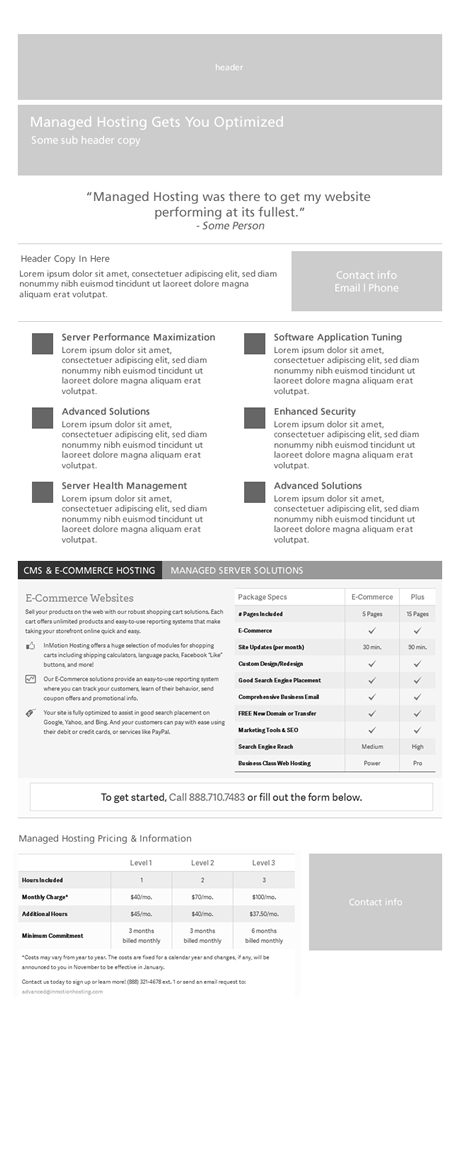 header
Managed Hosting Gets You Optimized
Some sub header copy
“Managed Hosting was there to get my website
performing at its fullest.”
- Some Person
Header Copy In Here
Lorem ipsum dolor sit amet, consectetuer adipiscing elit, sed diam
nonummy nibh euismod tincidunt ut laoreet dolore magna
aliquam erat volutpat.
Contact info
Email | Phone
Server Performance Maximization
Lorem ipsum dolor sit amet,
consectetuer adipiscing elit, sed diam
nonummy nibh euismod tincidunt ut
laoreet dolore magna aliquam erat
volutpat.
Software Application Tuning
Lorem ipsum dolor sit amet,
consectetuer adipiscing elit, sed diam
nonummy nibh euismod tincidunt ut
laoreet dolore magna aliquam erat
volutpat.
Advanced Solutions
Lorem ipsum dolor sit amet,
consectetuer adipiscing elit, sed diam
nonummy nibh euismod tincidunt ut
laoreet dolore magna aliquam erat
volutpat.
Enhanced Security
Lorem ipsum dolor sit amet,
consectetuer adipiscing elit, sed diam
nonummy nibh euismod tincidunt ut
laoreet dolore magna aliquam erat
volutpat.
Server Health Management
Lorem ipsum dolor sit amet,
consectetuer adipiscing elit, sed diam
nonummy nibh euismod tincidunt ut
laoreet dolore magna aliquam erat
volutpat.
Advanced Solutions
Lorem ipsum dolor sit amet,
consectetuer adipiscing elit, sed diam
nonummy nibh euismod tincidunt ut
laoreet dolore magna aliquam erat
volutpat.
CMS & E-COMMERCE HOSTING MANAGED SERVER SOLUTIONS
E-Commerce Websites
Sell your products on the web with our robust shopping cart solutions. Each
cart offers unlimited products and easy-to-use reporting systems that make
taking your storefront online quick and easy.
InMotion Hosting offers a huge selection of modules for shopping
carts including shipping calculators, language packs, Facebook "Like"
buttons, and more!
Our E-Commerce solutions provide an easy-to-use reporting system
where you can track your customers, learn of their behavior, send
coupon offers and promotional info.
Your site is fully optimized to assist in good search placement on
Google, Yahoo, and Bing. And your customers can pay with ease using
their debit or credit cards, or services like PayPal.
Package Specs E-Commerce Plus
# Pages Included 5 Pages 15 Pages
E-Commerce
Site Updates (per month) 30 min. 90 min.
Custom Design/Redesign
Good Search Engine Placement
Comprehensive Business Email
FREE New Domain or Transfer
Marketing Tools & SEO
Search Engine Reach Medium High
Business Class Web Hosting Power Pro
To get started, Call 888.710.7483 or fill out the form below.
Managed Hosting Pricing & Information
Level 1 Level 2 Level 3
Hours Included 1 2 3
Monthly Charge* $40/mo. $70/mo. $100/mo.
Additional Hours $45/mo. $40/mo. $37.50/mo.
Minimum Commitment 3 months billed monthly 3 months billed monthly 6 months billed monthly
*Costs may vary from year to year. The costs are fixed for a calendar year and changes, if any, will be
announced to you in November to be effective in January.
Contact us today to sign up or learn more! (888) 321-4678 ext. 1 or send an email request to:
advanced@inmotionhosting.com
Contact info